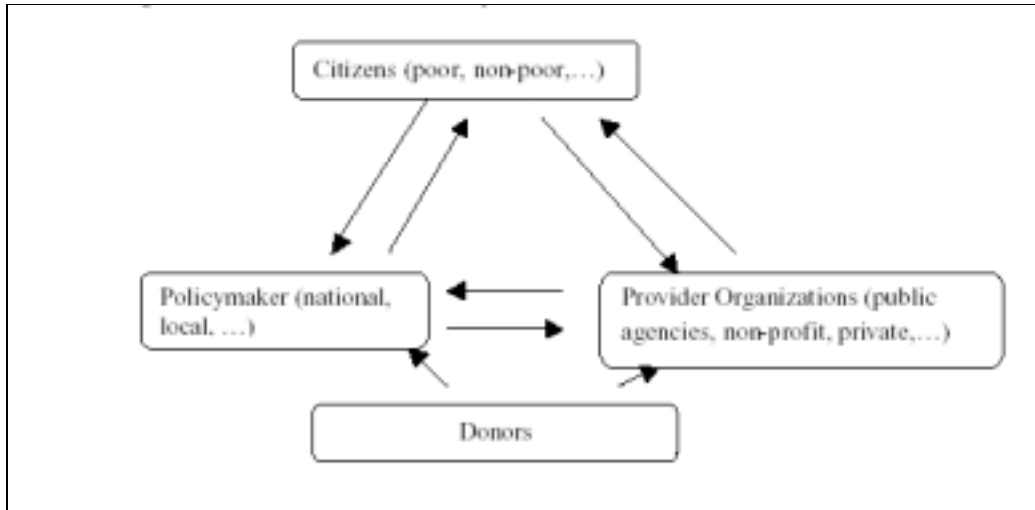 Citizens (poor, non-poor,…)
Policymaker (national,
local, …)
Provider Organizations (public
agencies, non-profit, private,…)
Donors